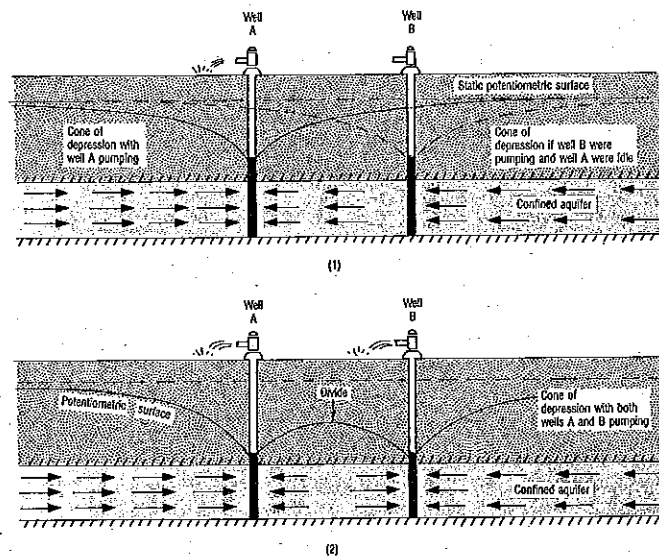 Well
A
Well
B
Static potentiometric surface
Cone of
depression with
well A pumping
Cone of
depression if well B were
pumping and well A were idle
Confined aquifer
(1)
Well
A
Well
B
Divide
Potentiometric surface
Cone of
depression with both
wells A and B pumping
Confined aquifer
(2)